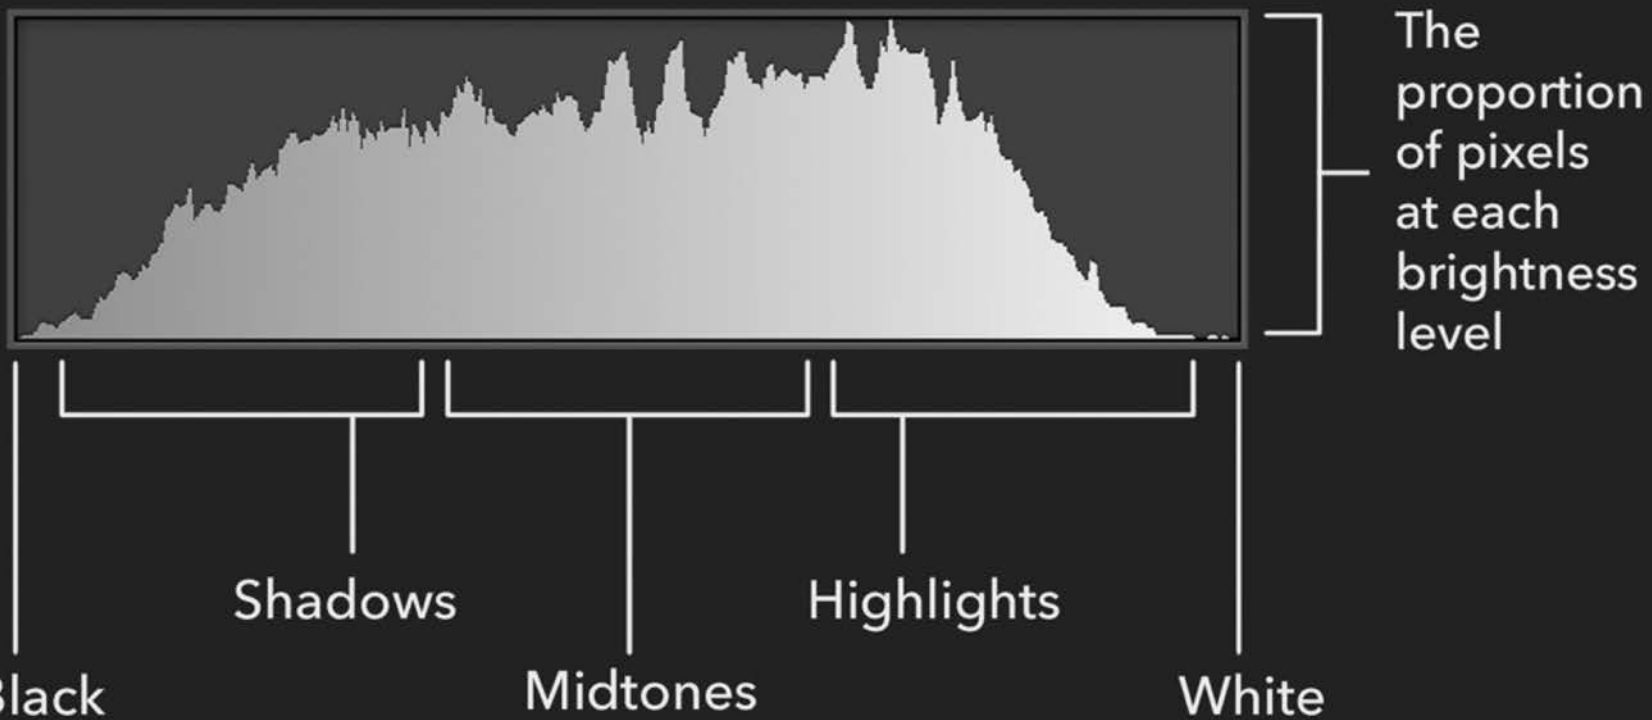 The
proportion
of pixels
at each
brightness
level
Shadows
Highlights
Black
Midtones
White